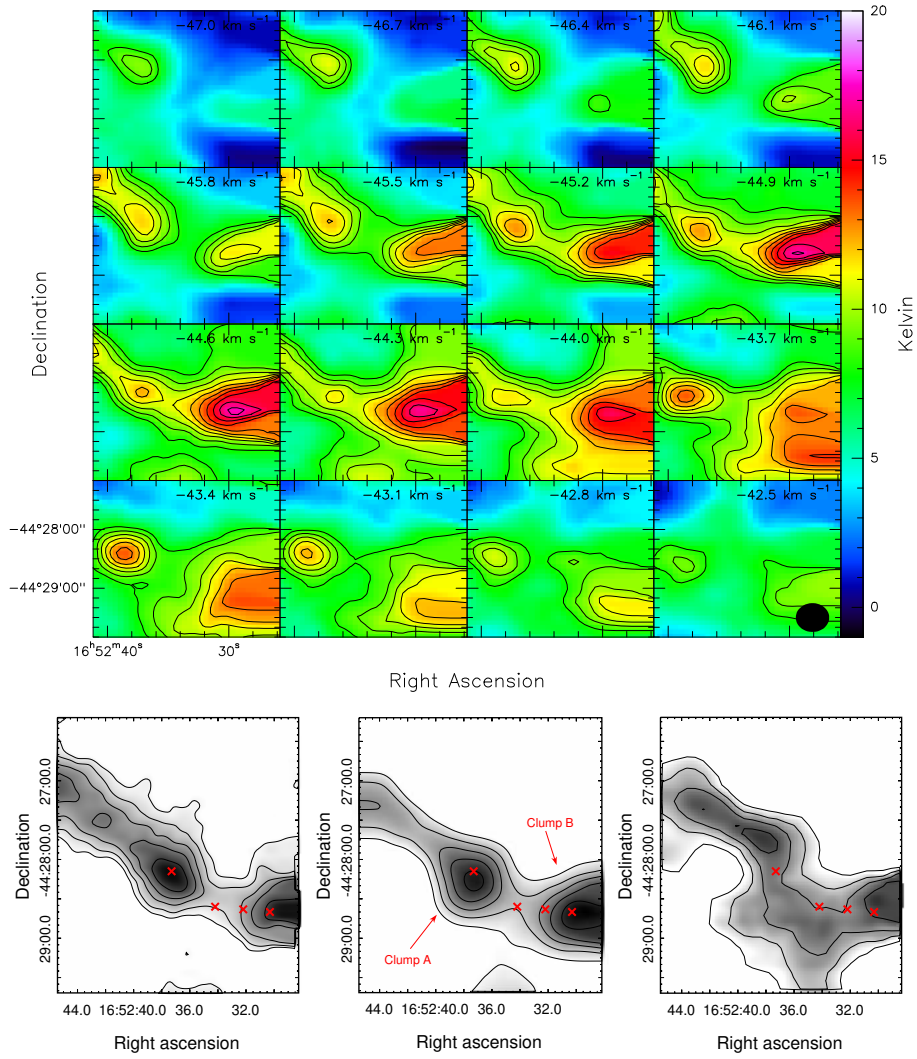 −47.0 km s⁻¹
−46.7 km s⁻¹
−46.4 km s⁻¹
−46.1 km s⁻¹
20
−45.8 km s⁻¹
−45.5 km s⁻¹
−45.2 km s⁻¹
−44.9 km s⁻¹
15
Declination
10
Kelvin
−44.6 km s⁻¹
−44.3 km s⁻¹
−44.0 km s⁻¹
−43.7 km s⁻¹
5
−43.4 km s⁻¹
−43.1 km s⁻¹
−42.8 km s⁻¹
−42.5 km s⁻¹
−44°28'00"
−44°29'00"
0
16ʰ52ᵐ40ˢ
30ˢ
Right Ascension
Declination
27:00.0
-44:28:00.0
29:00.0
44.0
16:52:40.0
36.0
32.0
Right ascension
Declination
27:00.0
-44:28:00.0
29:00.0
Clump B
Clump A
44.0
16:52:40.0
36.0
32.0
Right ascension
Declination
27:00.0
-44:28:00.0
29:00.0
44.0
16:52:40.0
36.0
32.0
Right ascension